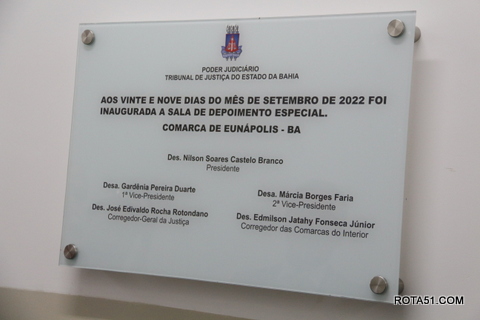 PODER JUDICIÁRIO
TRIBUNAL DE JUSTIÇA DO ESTADO DA BAHIA
AOS VINTE E NOVE DIAS DO MÊS DE SETEMBRO DE 2022 FOI
INAUGURADA A SALA DE DEPOIMENTO ESPECIAL.
COMARCA DE EUNÁPOLIS - BA
Des. Nilson Soares Castelo Branco
Presidente
Desa. Gardênia Pereira Duarte
1ª Vice-Presidente
Desa. Márcia Borges Faria
2ª Vice-Presidente
Des. José Edivaldo Rocha Rotondano
Corregedor-Geral da Justiça
Des. Edmilson Jatahy Fonseca Júnior
Corregedor das Comarcas do Interior
ROTA51.COM